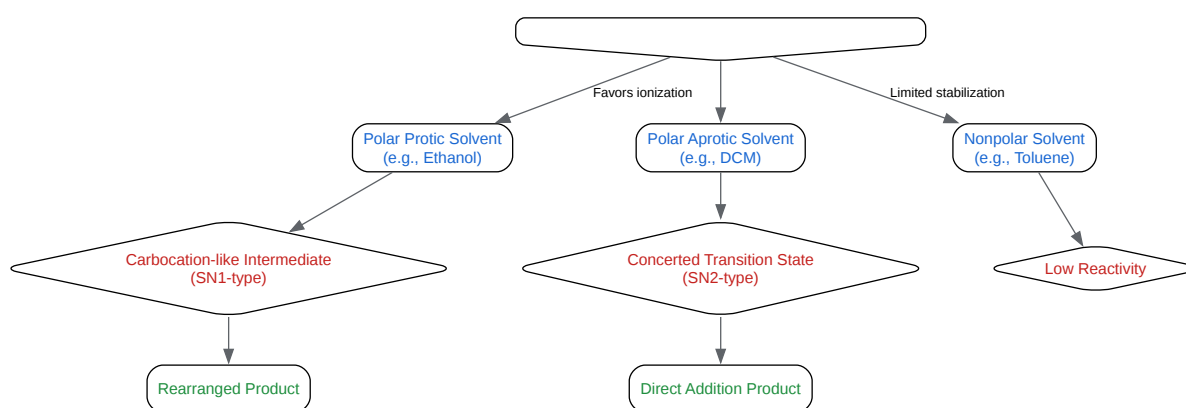 Favors ionization
Limited stabilization
Polar Protic Solvent
(e.g., Ethanol)
Polar Aprotic Solvent
(e.g., DCM)
Nonpolar Solvent
(e.g., Toluene)
Carbocation-like Intermediate
(SN1-type)
Concerted Transition State
(SN2-type)
Low Reactivity
Rearranged Product
Direct Addition Product